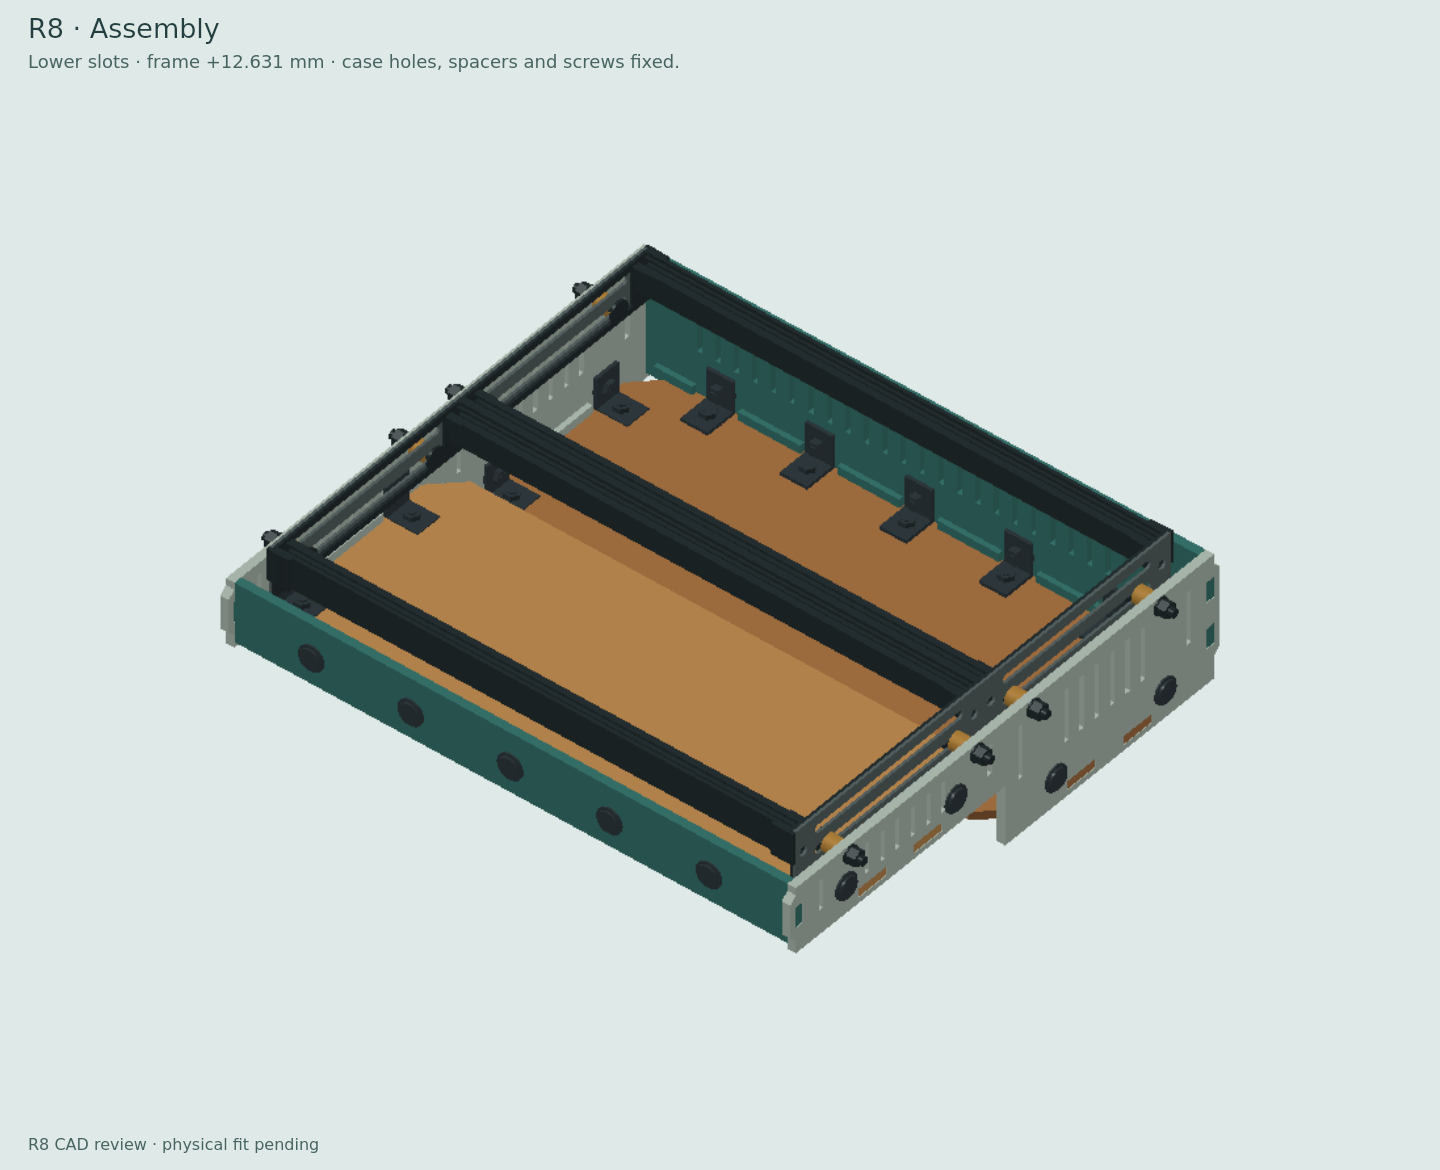 R8 · Assembly
Lower slots · frame +12.631 mm · case holes, spacers and screws fixed.
R8 CAD review · physical fit pending